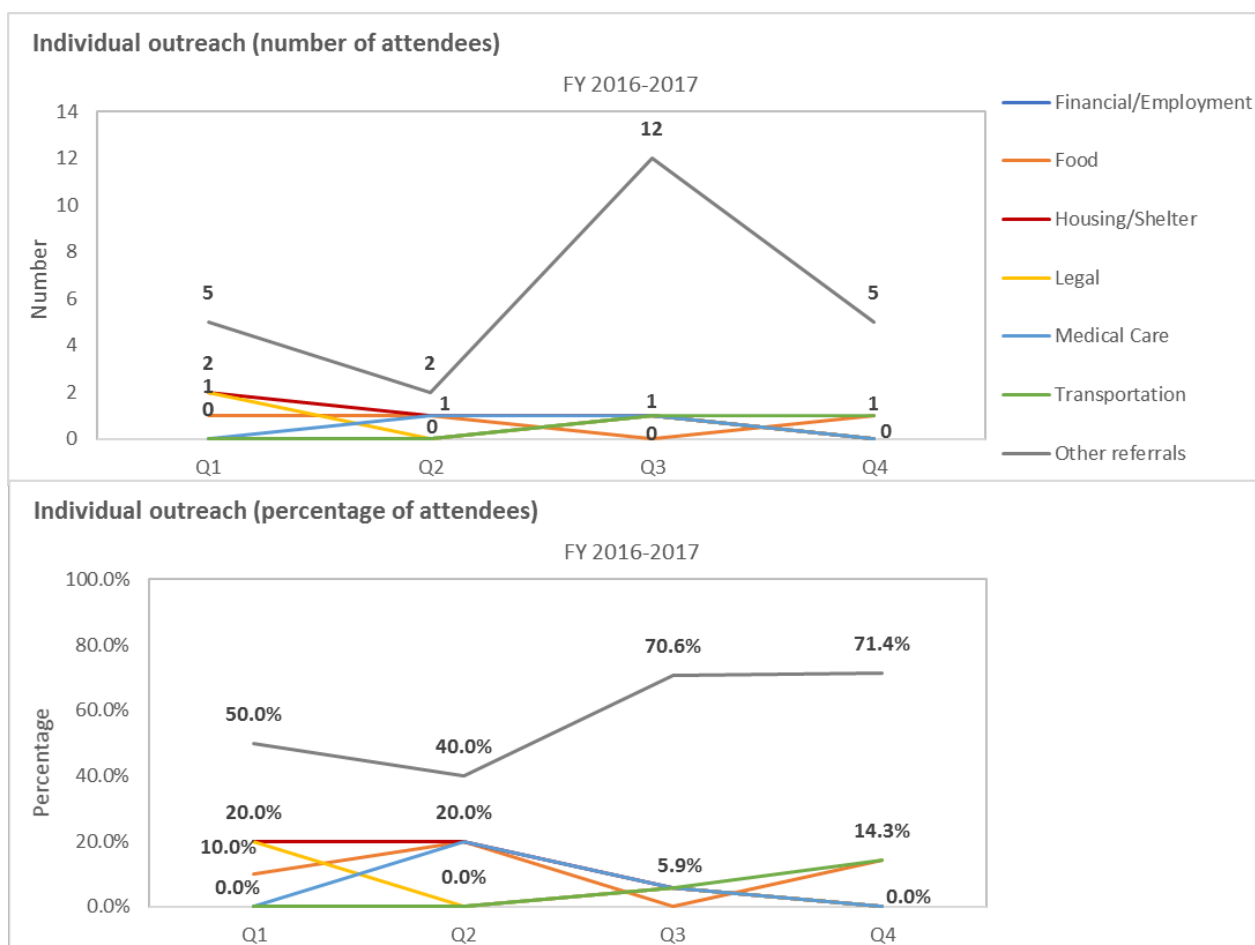 Individual outreach (number of attendees)
FY 2016-2017
14
12
10
8
6
4
2
0
Number
5
2
1
0
2
1
0
12
1
0
5
1
0
Q1 Q2 Q3 Q4
Financial/Employment
Food
Housing/Shelter
Legal
Medical Care
Transportation
Other referrals
Individual outreach (percentage of attendees)
FY 2016-2017
100.0%
80.0%
60.0%
40.0%
20.0%
0.0%
Percentage
50.0%
20.0%
10.0%
0.0%
40.0%
20.0%
0.0%
70.6%
5.9%
71.4%
14.3%
0.0%
Q1 Q2 Q3 Q4